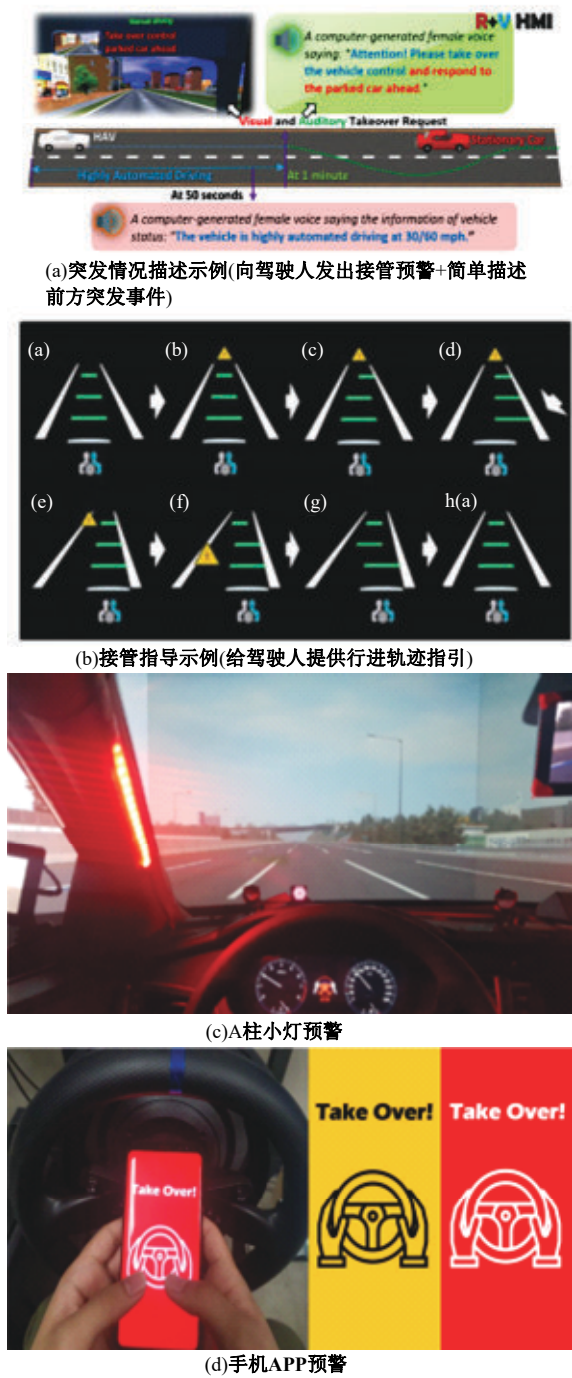 Take over control
parked car ahead.
A computer-generated female voice
saying: "Attention! Please take over
the vehicle control and respond to
the parked car ahead."
R+V HMI
Visual and Auditory Takeover Request
HAV
Stationary Car
Highly Automated Driving
At 1 minute
At 50 seconds
A computer-generated female voice saying the information of vehicle
status: "The vehicle is highly automated driving at 30/60 mph."
(a)突发情况描述示例(向驾驶人发出接管预警+简单描述
前方突发事件)
(a)
(b)
(c)
(d)
(e)
(f)
(g)
h(a)
(b)接管指导示例(给驾驶人提供行进轨迹指引)
(c)A柱小灯预警
Take Over!
Take Over!
Take Over!
(d)手机APP预警